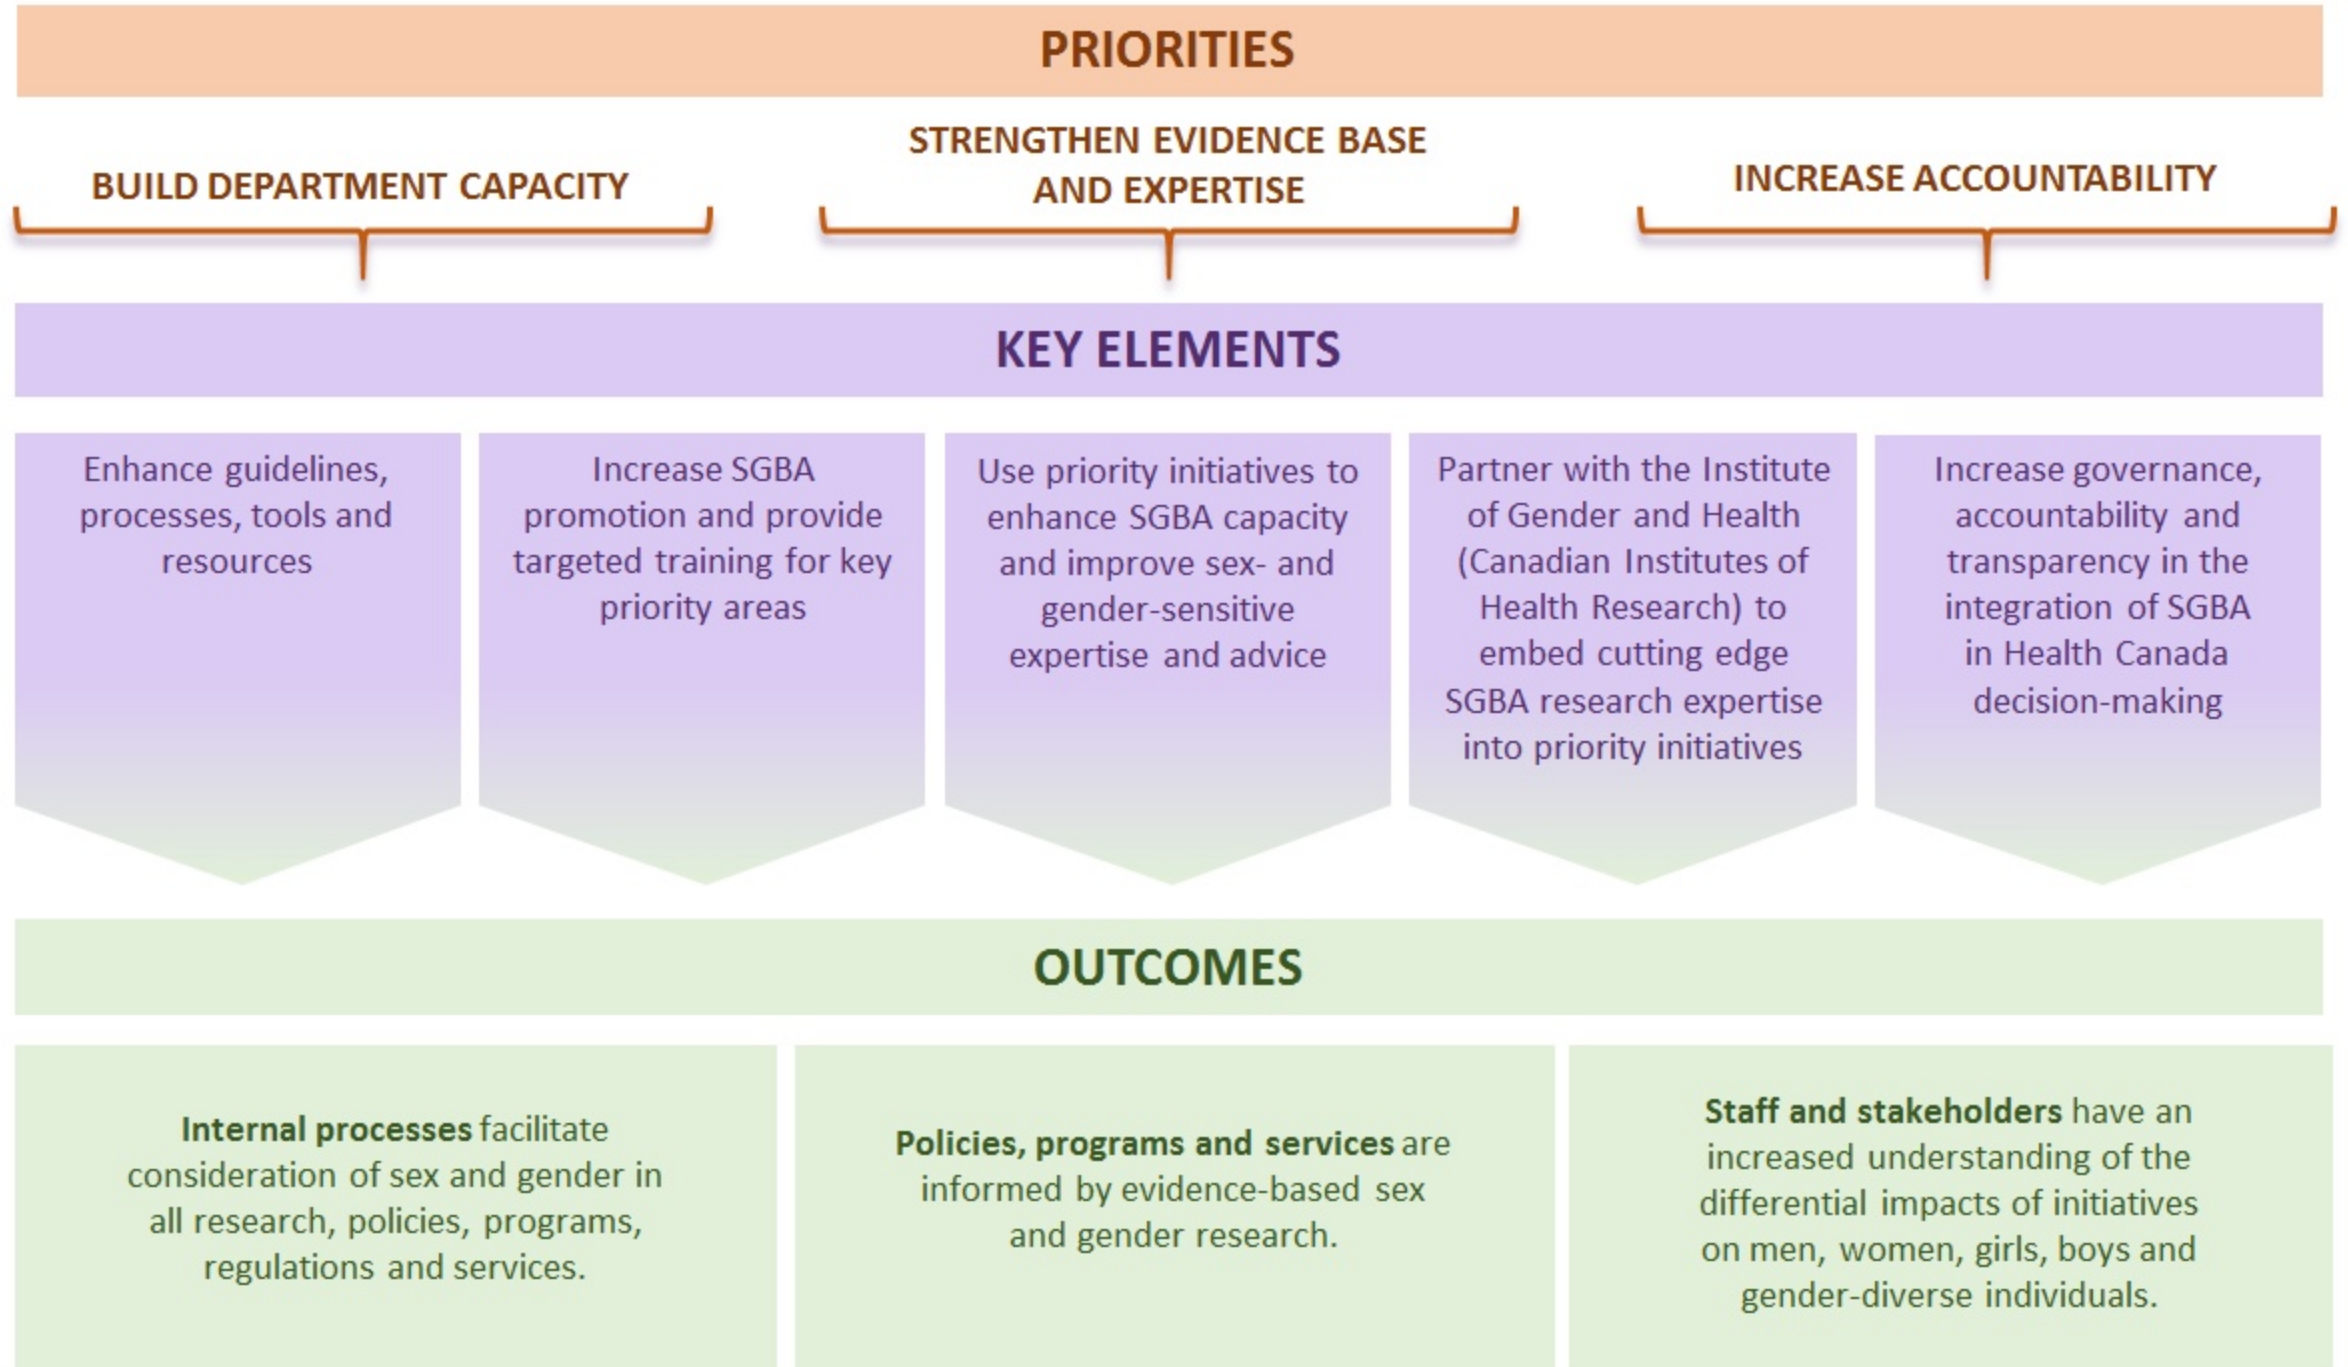 PRIORITIES
BUILD DEPARTMENT CAPACITY
STRENGTHEN EVIDENCE BASE
AND EXPERTISE
INCREASE ACCOUNTABILITY
KEY ELEMENTS
Enhance guidelines,
processes, tools and
resources
Increase SGBA
promotion and provide
targeted training for key
priority areas
Use priority initiatives to
enhance SGBA capacity
and improve sex- and
gender-sensitive
expertise and advice
Partner with the Institute
of Gender and Health
(Canadian Institutes of
Health Research) to
embed cutting edge
SGBA research expertise
into priority initiatives
Increase governance,
accountability and
transparency in the
integration of SGBA
in Health Canada
decision-making
OUTCOMES
Internal processes facilitate
consideration of sex and gender in
all research, policies, programs,
regulations and services.
Policies, programs and services are
informed by evidence-based sex
and gender research.
Staff and stakeholders have an
increased understanding of the
differential impacts of initiatives
on men, women, girls, boys and
gender-diverse individuals.